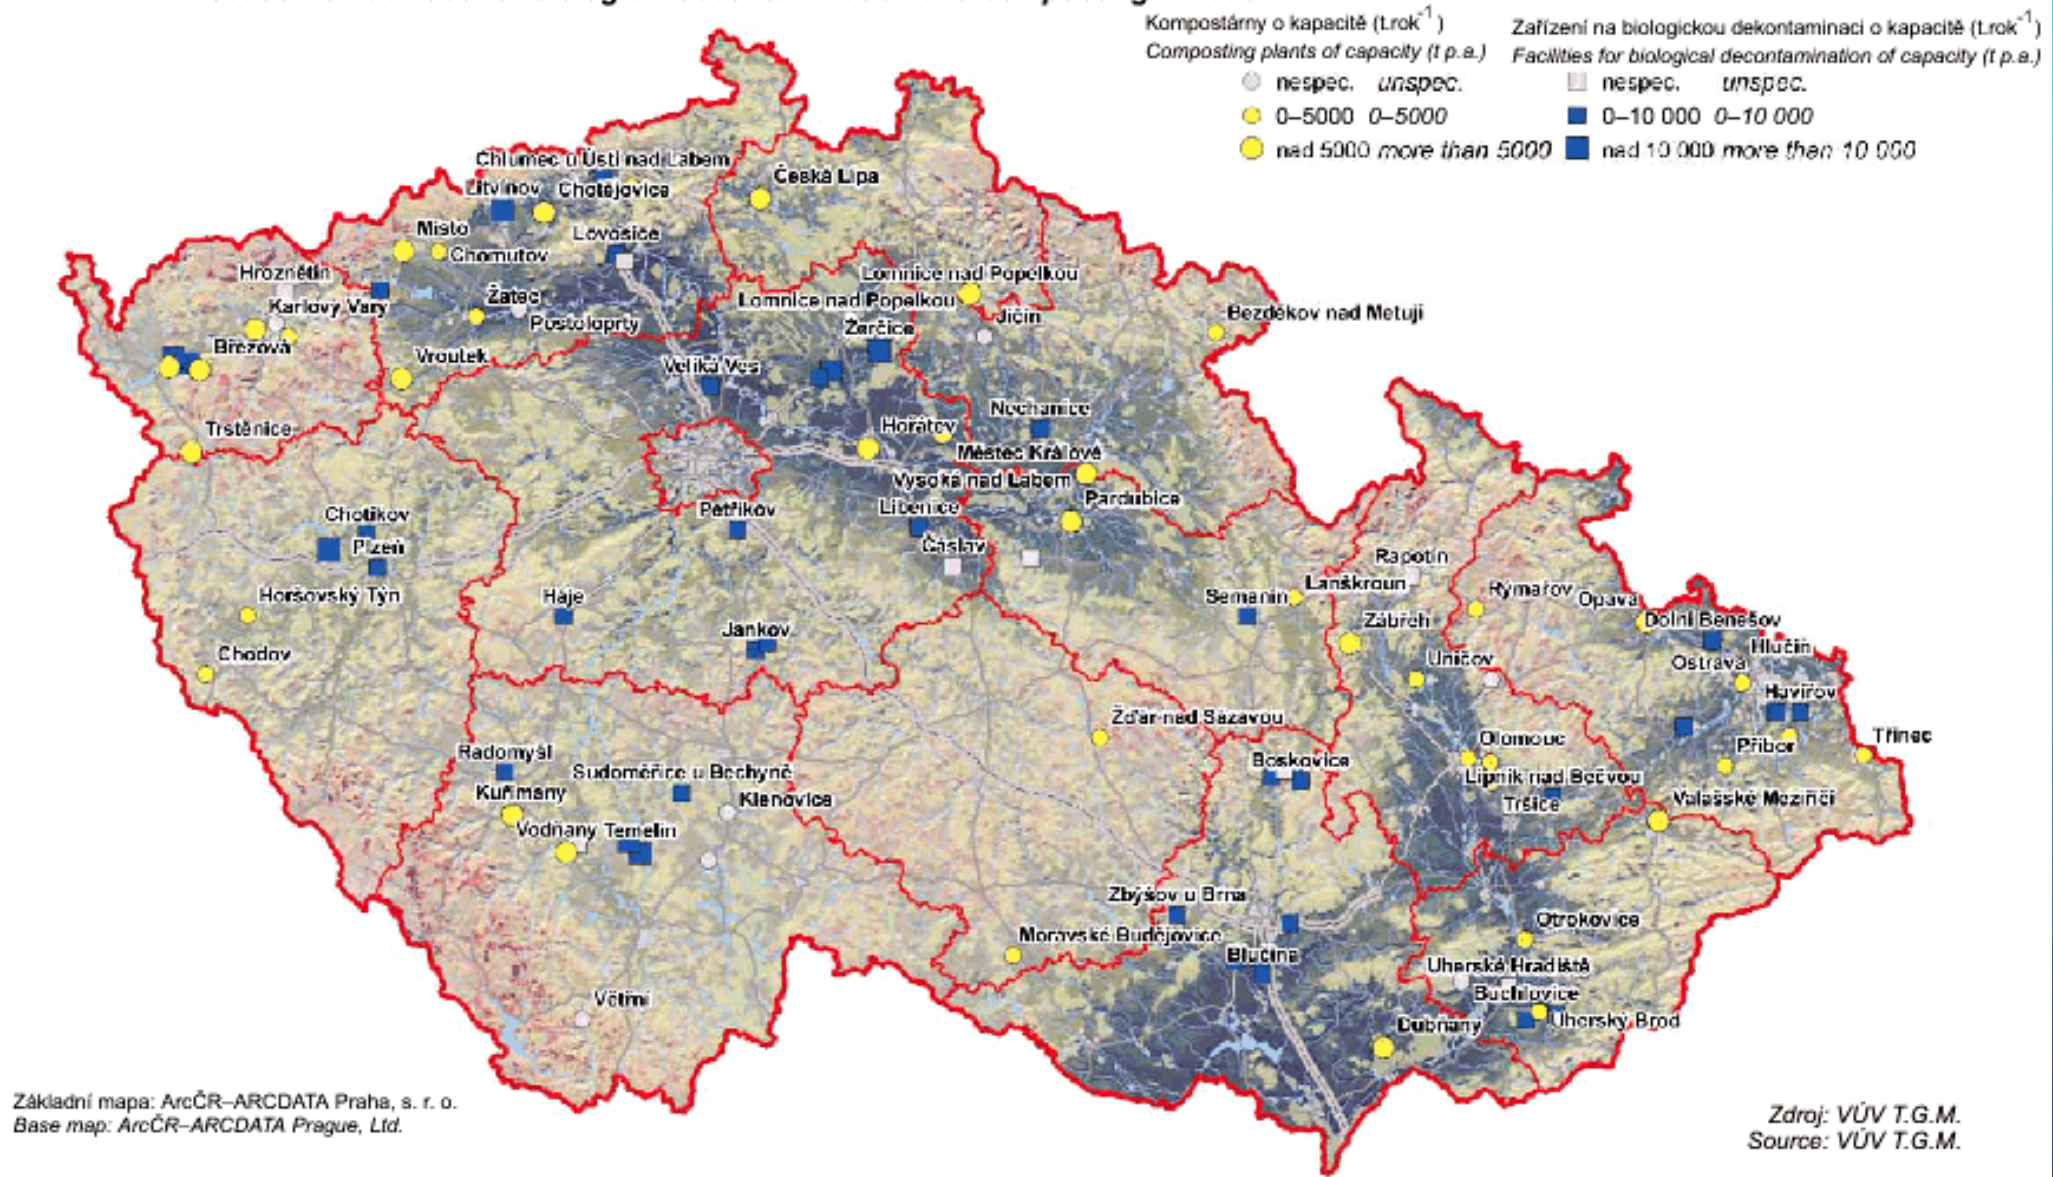 Kompostárny o kapacitě (t.rok-1)
Composting plants of capacity (t p.a.)
nespec. unspec.
0–5000 0–5000
nad 5000 more than 5000
Zařízení na biologickou dekontaminaci o kapacitě (t.rok-1)
Facilities for biological decontamination of capacity (t p.a.)
nespec. unspec.
0–10 000 0–10 000
nad 10 000 more than 10 000
Chlumec u Ústí nad Labem
Litvínov
Chotějovice
Česká Lípa
Místo
Lovosice
Chomutov
Hroznětín
Lomnice nad Popelkou
Žatec
Lomnice nad Popelkou
Karlovy Vary
Postoloprty
Jičín
Bezděkov nad Metují
Žerčice
Březová
Vroutek
Veliká Ves
Nechanice
Trstěnice
Hořátev
Městec Králové
Vysoká nad Labem
Pardubice
Chotíkov
Petříkov
Libenice
Plzeň
Čáslav
Rapotín
Lanškroun
Horšovský Týn
Háje
Semanín
Rýmařov
Opava
Zábřeh
Dolní Benešov
Jankov
Hlučín
Chodov
Uničov
Ostrava
Havířov
Žďár nad Sázavou
Třinec
Olomouc
Příbor
Radomyšl
Sudoměřice u Bechyně
Boskovice
Lipník nad Bečvou
Kuřimany
Klenovice
Tršice
Valašské Meziříčí
Vodňany
Temelín
Zbýšov u Brna
Otrokovice
Moravské Budějovice
Blučina
Uherské Hradiště
Buchlovice
Větřní
Dubňany
Uherský Brod
Základní mapa: ArcČR–ARCDATA Praha, s. r. o.
Base map: ArcČR–ARCDATA Prague, Ltd.
Zdroj: VÚV T.G.M.
Source: VÚV T.G.M.